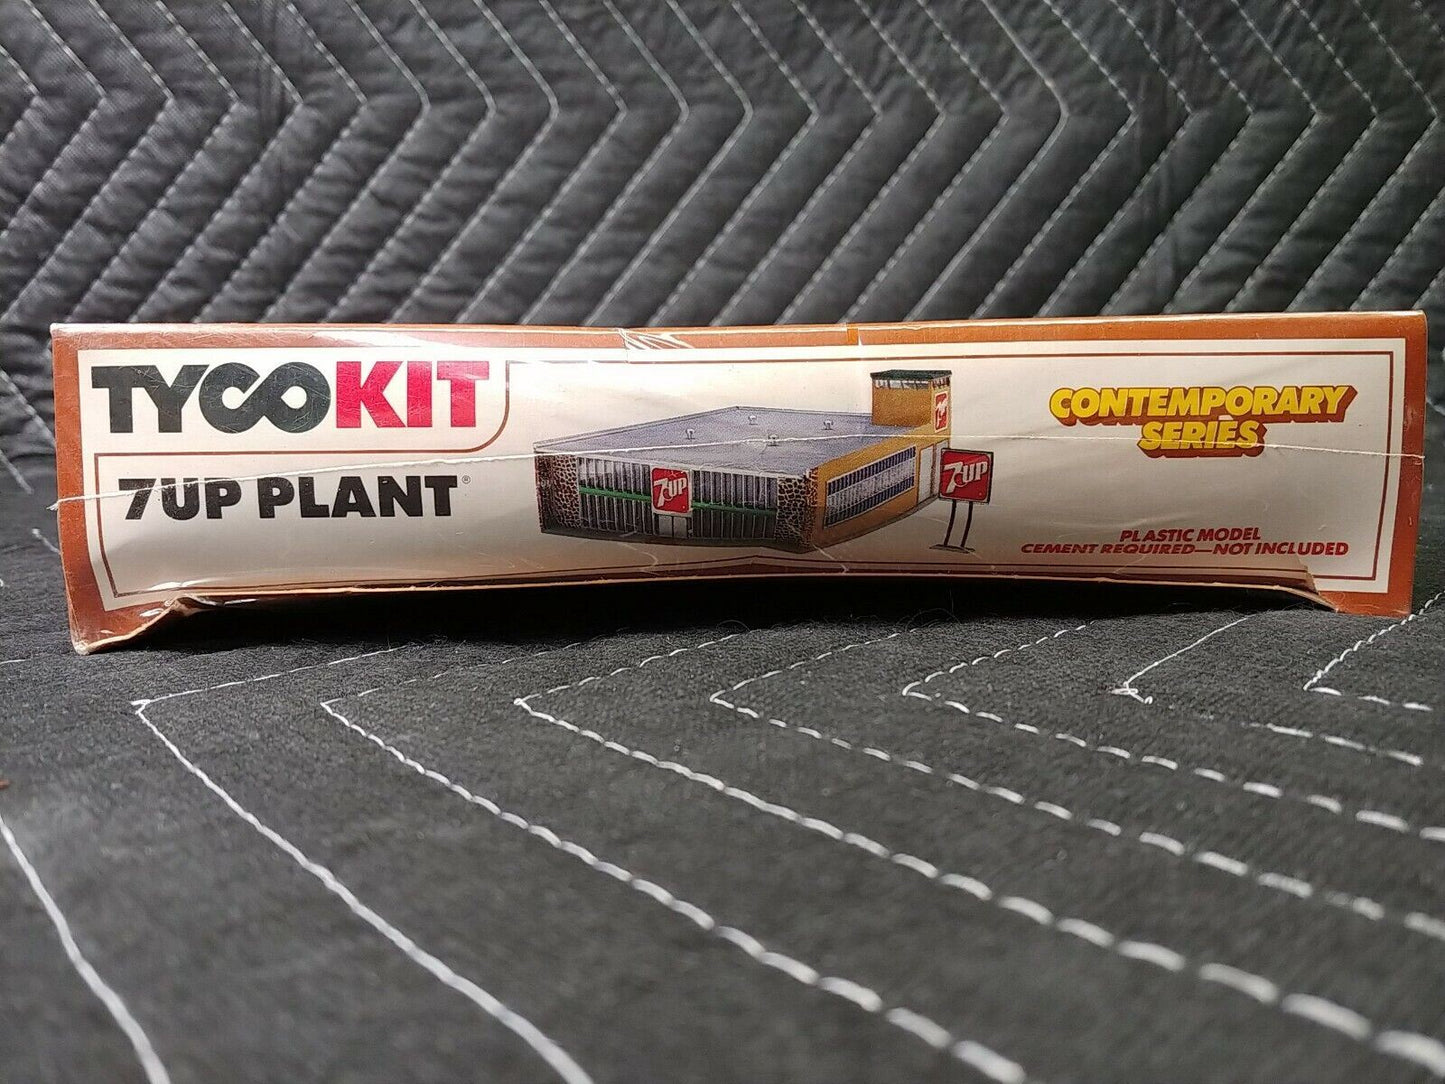 TYCOKIT
7UP PLANT®
7UP
7UP
CONTEMPORARY
SERIES
PLASTIC MODEL
CEMENT REQUIRED—NOT INCLUDED